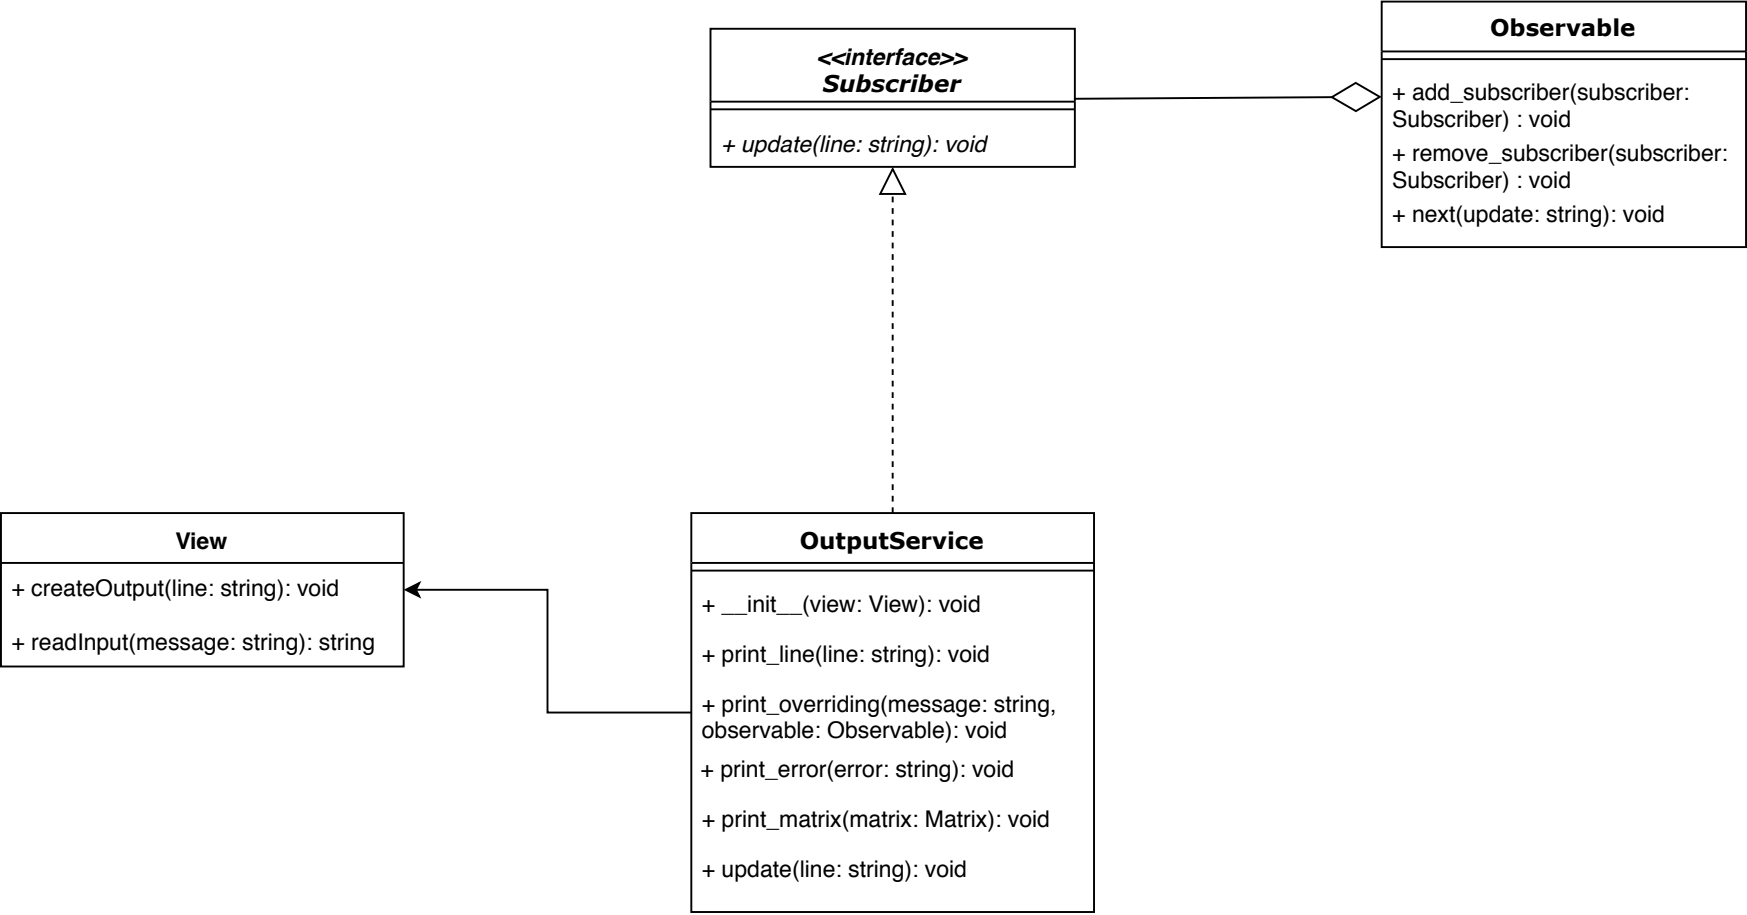 <<interface>>
Subscriber
+ update(line: string): void
Observable
+ add_subscriber(subscriber:
Subscriber) : void
+ remove_subscriber(subscriber:
Subscriber) : void
+ next(update: string): void
View
+ createOutput(line: string): void
+ readInput(message: string): string
OutputService
+ __init__(view: View): void
+ print_line(line: string): void
+ print_overriding(message: string,
observable: Observable): void
+ print_error(error: string): void
+ print_matrix(matrix: Matrix): void
+ update(line: string): void